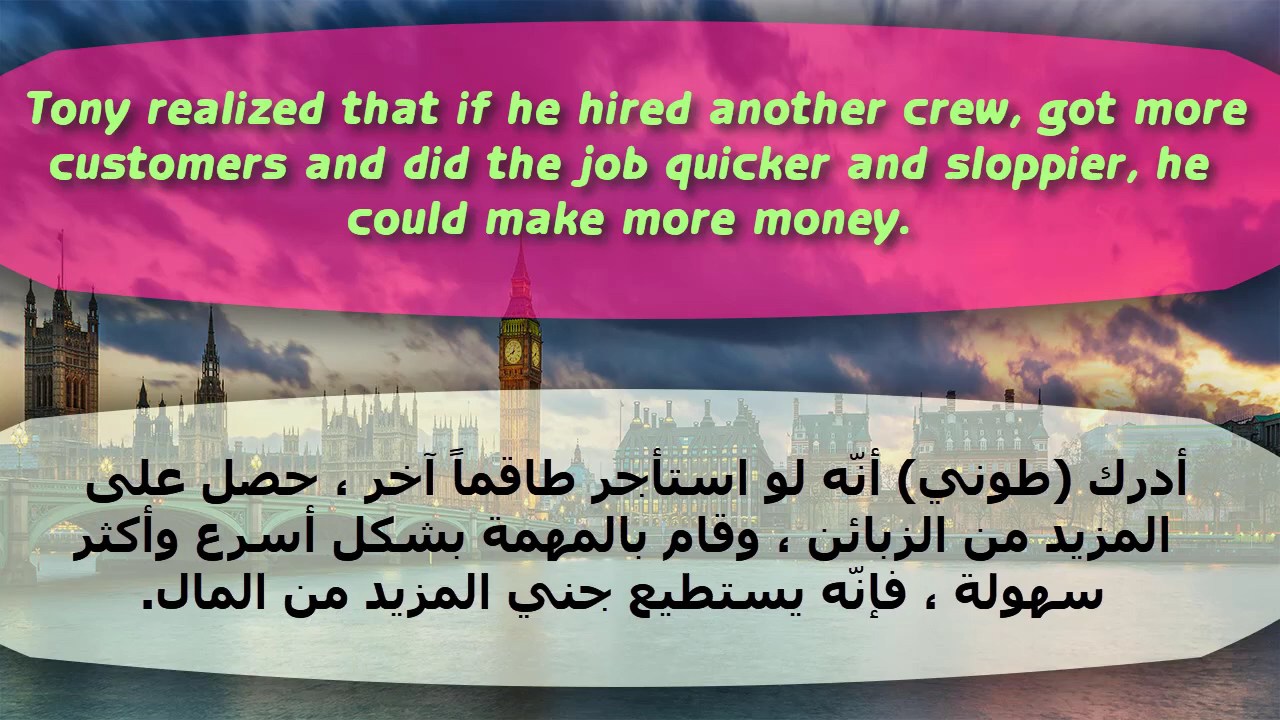 Tony realized that if he hired another crew, got more
customers and did the job quicker and sloppier, he
could make more money.
أدرك (طوني) أنّه لو استأجر طاقماً آخر ، حصل على
المزيد من الزبائن ، وقام بالمهمة بشكل أسرع وأكثر
سهولة ، فإنّه يستطيع جني المزيد من المال.